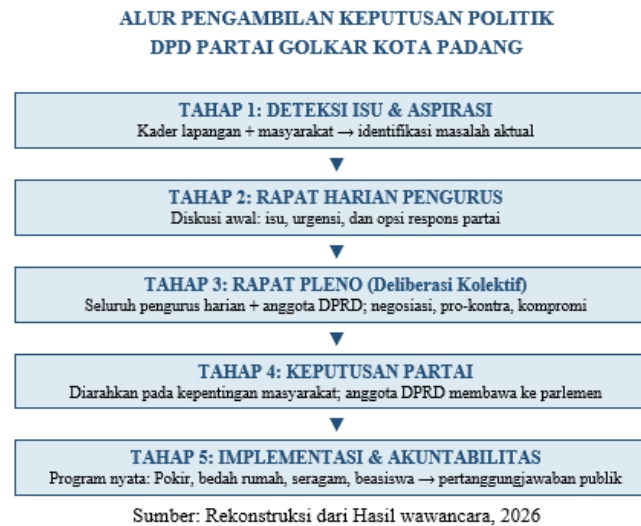 ALUR PENGAMBILAN KEPUTUSAN POLITIK
DPD PARTAI GOLKAR KOTA PADANG
TAHAP 1: DETEKSI ISU & ASPIRASI
Kader lapangan + masyarakat → identifikasi masalah aktual
TAHAP 2: RAPAT HARIAN PENGURUS
Diskusi awal: isu, urgensi, dan opsi respons partai
TAHAP 3: RAPAT PLENO (Deliberasi Kolektif)
Seluruh pengurus harian + anggota DPRD; negosiasi, pro-kontra, kompromi
TAHAP 4: KEPUTUSAN PARTAI
Diarahkan pada kepentingan masyarakat; anggota DPRD membawa ke parlemen
TAHAP 5: IMPLEMENTASI & AKUNTABILITAS
Program nyata: Pokir, bedah rumah, seragam, beasiswa → pertanggungjawaban publik
Sumber: Rekonstruksi dari Hasil wawancara, 2026